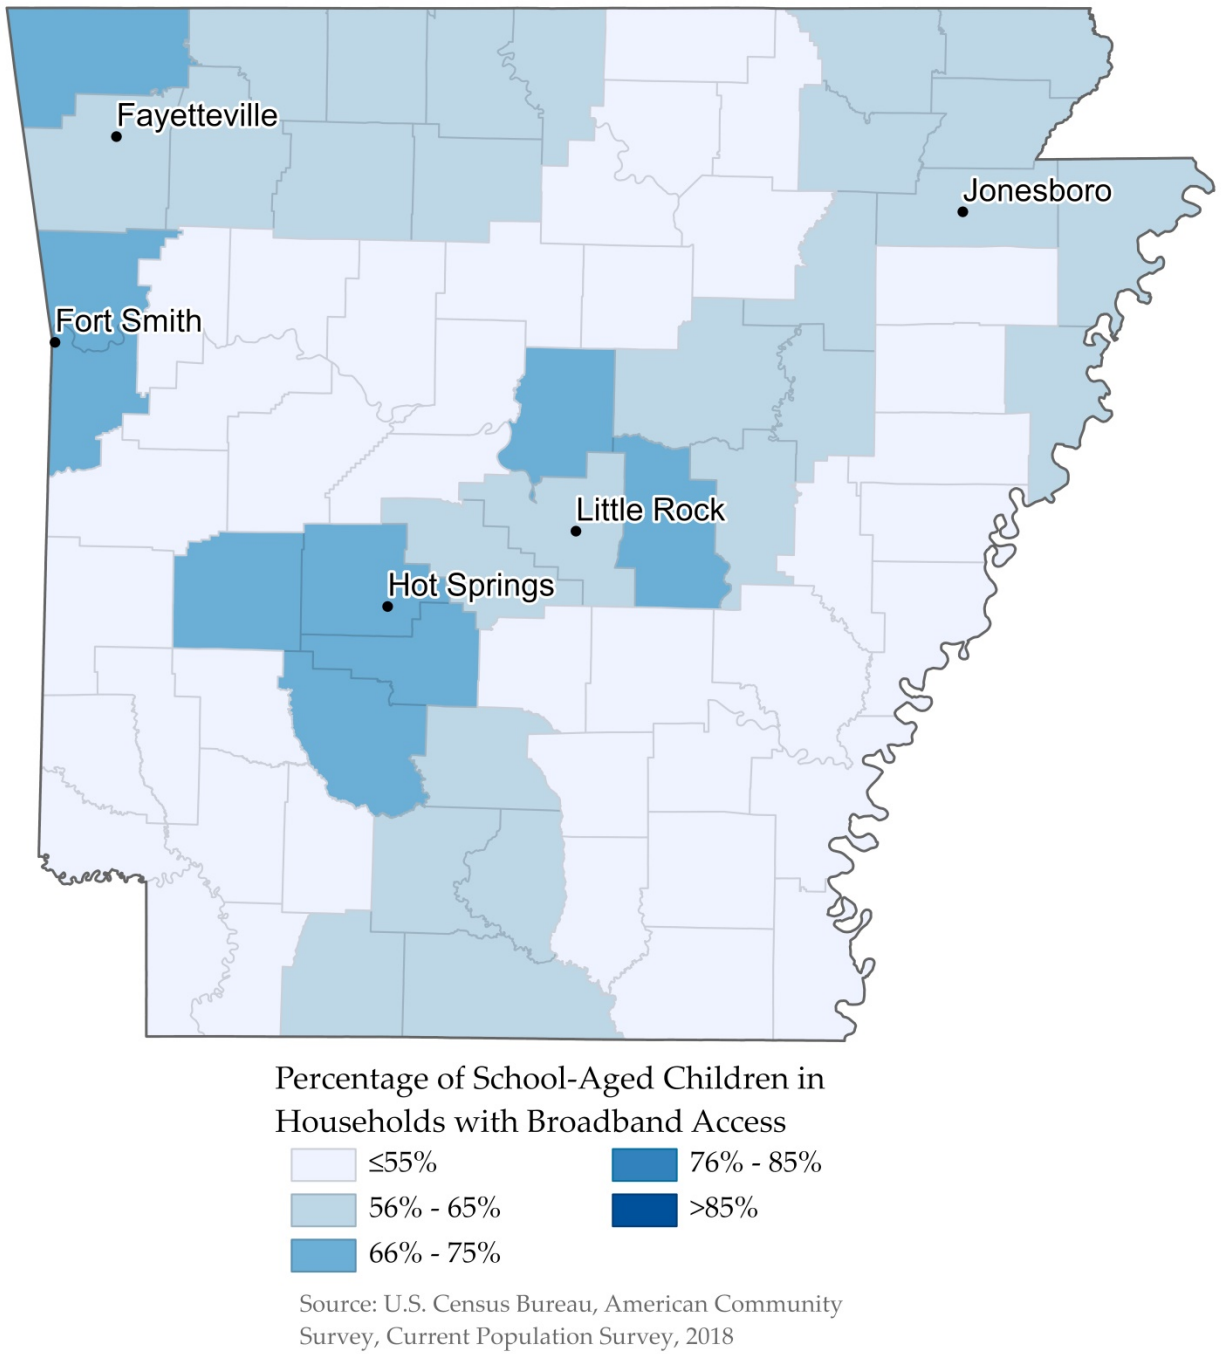 Fayetteville
Jonesboro
Fort Smith
Little Rock
Hot Springs
Percentage of School-Aged Children in
Households with Broadband Access
≤55%
56% - 65%
66% - 75%
76% - 85%
>85%
Source: U.S. Census Bureau, American Community
Survey, Current Population Survey, 2018